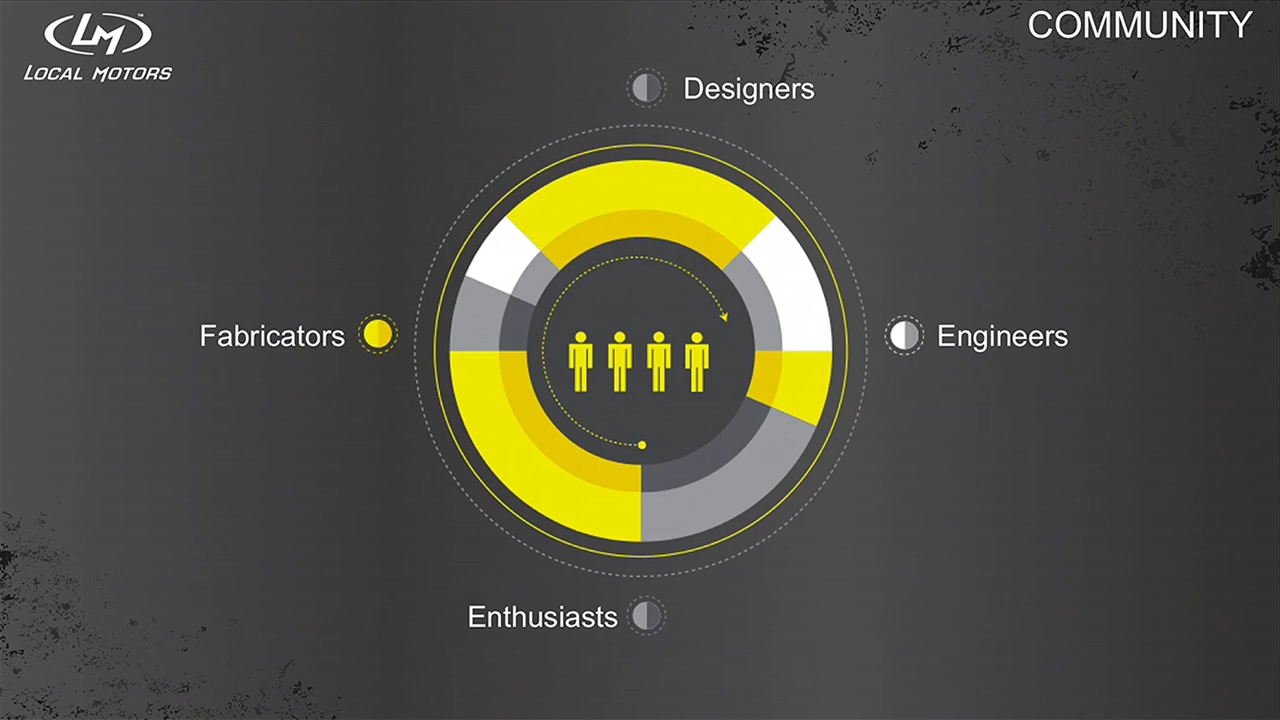 LM
LOCAL MOTORS
COMMUNITY
Designers
Fabricators
Engineers
Enthusiasts